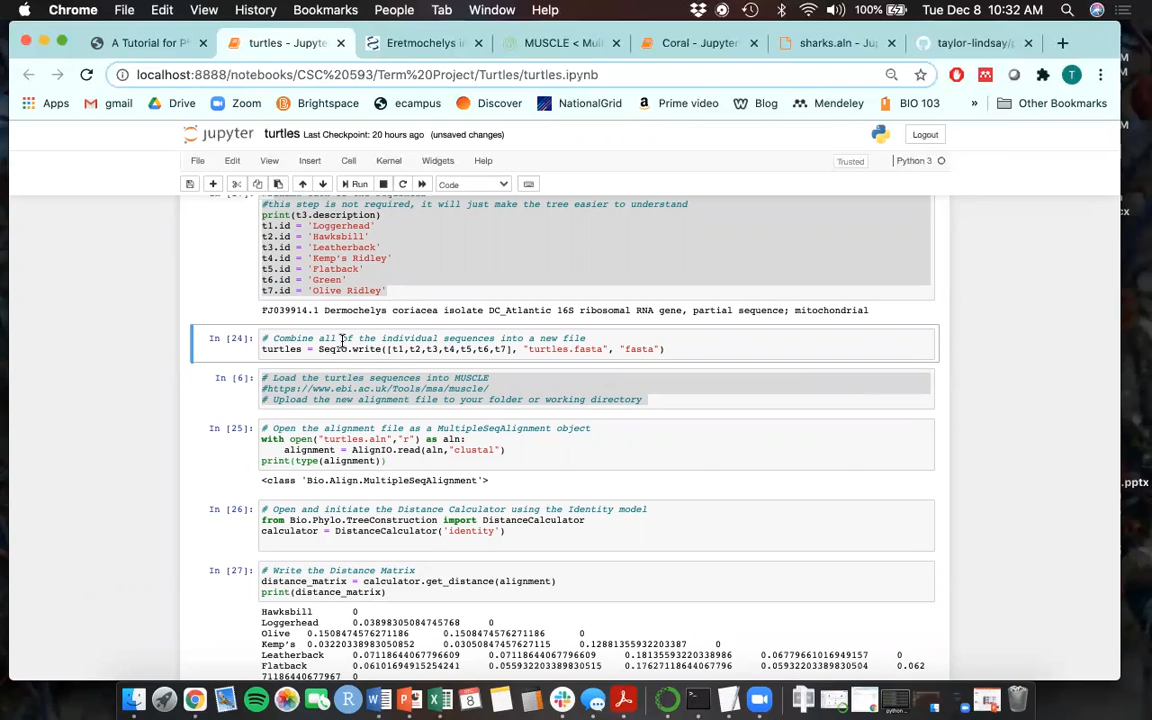 Chrome File Edit View History Bookmarks People Tab Window Help 100% Tue Dec 8 10:32 AM
A Tutorial for P turtles - Jupyte Eretmochelys i MUSCLE < Mul Coral - Jupyter sharks.aln - Ju taylor-lindsay/p
localhost:8888/notebooks/CSC%20593/Term%20Project/Turtles/turtles.ipynb T
Apps gmail Drive Zoom Brightspace ecampus Discover NationalGrid Prime video Blog Mendeley BIO 103 » Other Bookmarks
jupyter turtles Last Checkpoint: 20 hours ago (unsaved changes) Logout
File Edit View Insert Cell Kernel Widgets Help Trusted Python 3
Run Code
#this step is not required, it will just make the tree easier to understand
print(t3.description)
t1.id = 'Loggerhead'
t2.id = 'Hawksbill'
t3.id = 'Leatherback'
t4.id = 'Kemp's Ridley'
t5.id = 'Flatback'
t6.id = 'Green'
t7.id = 'Olive Ridley'
FJ039914.1 Dermochelys coriacea isolate DC_Atlantic 16S ribosomal RNA gene, partial sequence; mitochondrial
In [24]: # Combine all of the individual sequences into a new file
turtles = SeqIO.write([t1,t2,t3,t4,t5,t6,t7], "turtles.fasta", "fasta")
In [6]: # Load the turtles sequences into MUSCLE
#https://www.ebi.ac.uk/Tools/msa/muscle/
# Upload the new alignment file to your folder or working directory
In [25]: # Open the alignment file as a MultipleSeqAlignment object
with open("turtles.aln","r") as aln:
alignment = AlignIO.read(aln,"clustal")
print(type(alignment))
<class 'Bio.Align.MultipleSeqAlignment'>
In [26]: # Open and initiate the Distance Calculator using the Identity model
from Bio.Phylo.TreeConstruction import DistanceCalculator
calculator = DistanceCalculator('identity')
In [27]: # Write the Distance Matrix
distance_matrix = calculator.get_distance(alignment)
print(distance_matrix)
Hawksbill 0
Loggerhead 0.03898305084745768 0
Olive 0.1508474576271186 0.1508474576271186 0
Kemp's 0.03220338983050852 0.03050847457627115 0.12881355932203387 0
Leatherback 0.07118644067796609 0.07118644067796609 0.18135593220338986 0.06779661016949157 0
Flatback 0.06101694915254241 0.055932203389830515 0.17627118644067796 0.05932203389830504 0.062
71186440677967 0
.pptx